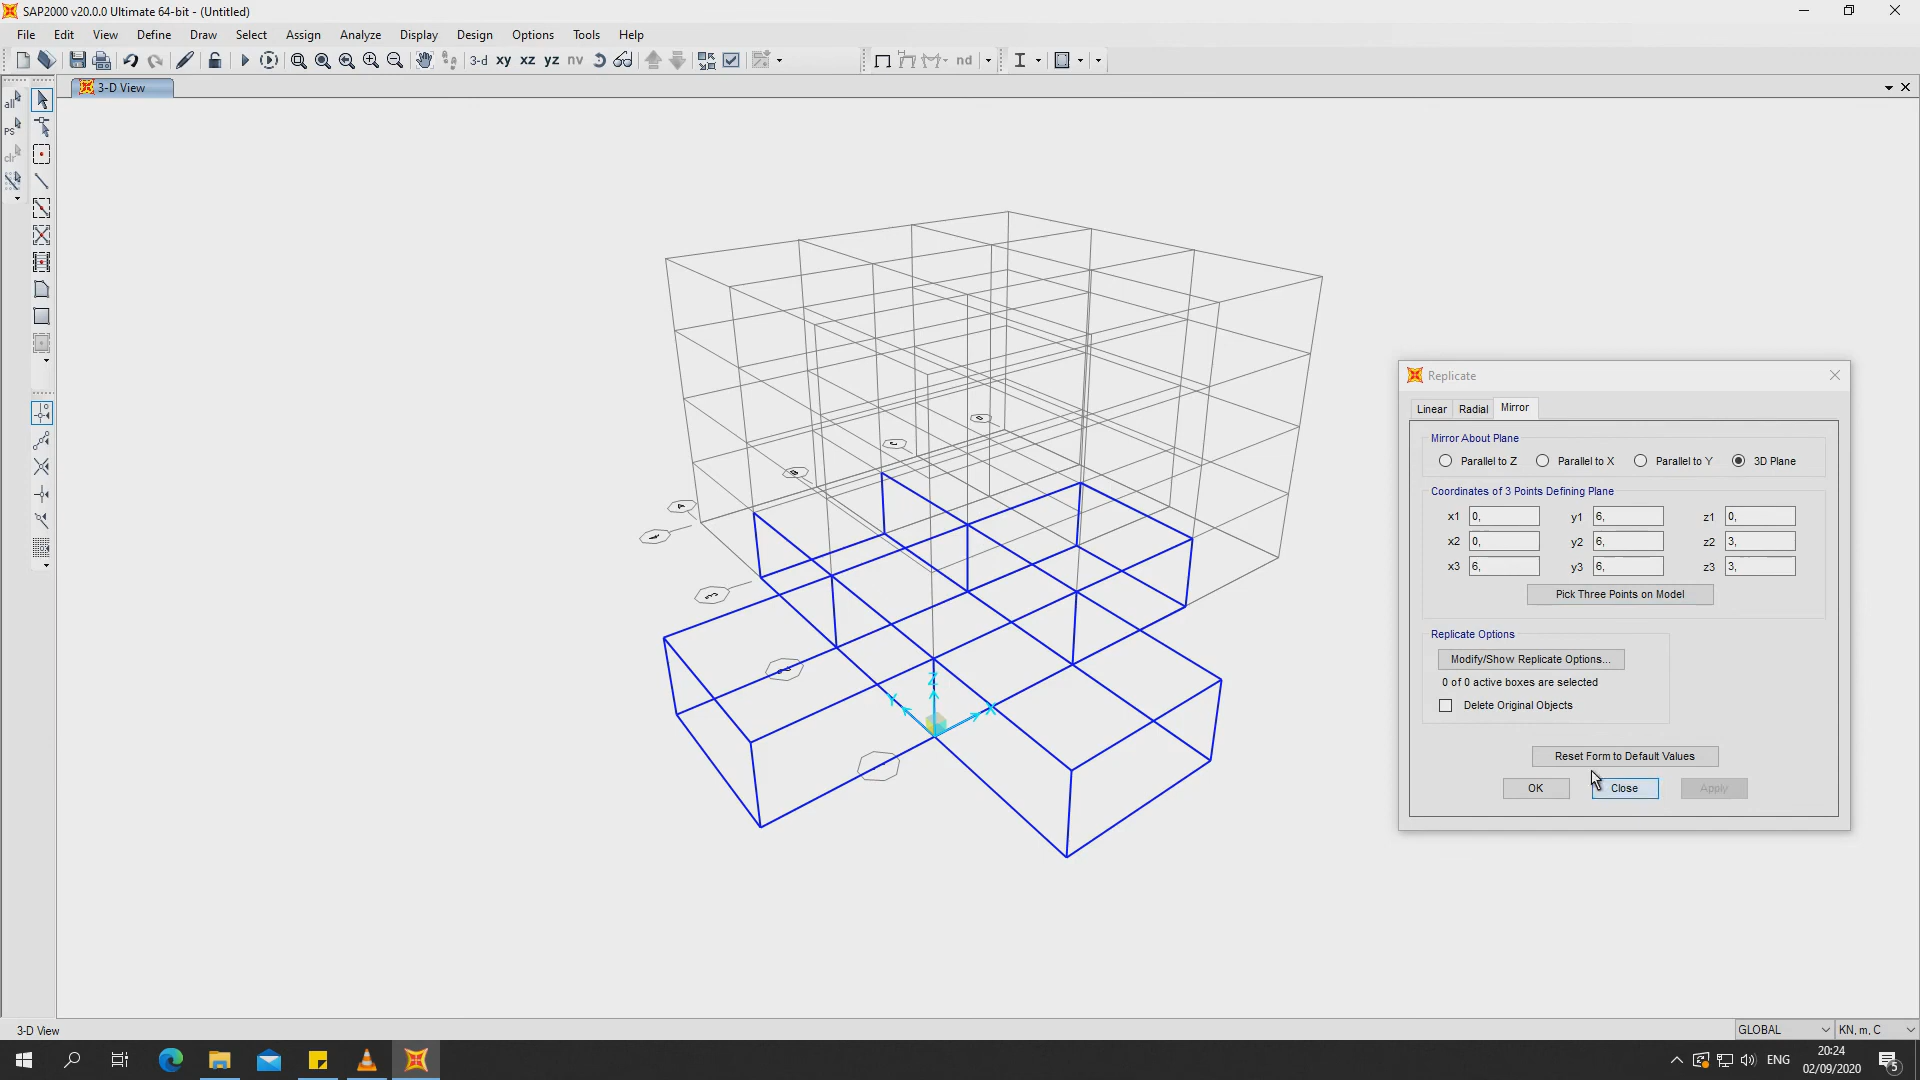 SAP2000 v20.0.0 Ultimate 64-bit - (Untitled)
File Edit View Define Draw Select Assign Analyze Display Design Options Tools Help
3-d xy xz yz nv nd
3-D View
all
PS
clr
D
C
B
A
Z
Y X
Replicate
Linear Radial Mirror
Mirror About Plane
Parallel to Z Parallel to X Parallel to Y 3D Plane
Coordinates of 3 Points Defining Plane
x1 0, y1 6, z1 0,
x2 0, y2 6, z2 3,
x3 6, y3 6, z3 3,
Pick Three Points on Model
Replicate Options
Modify/Show Replicate Options...
0 of 0 active boxes are selected
Delete Original Objects
Reset Form to Default Values
OK Close Apply
3-D View
GLOBAL KN, m, C
ENG
20:24
02/09/2020
5